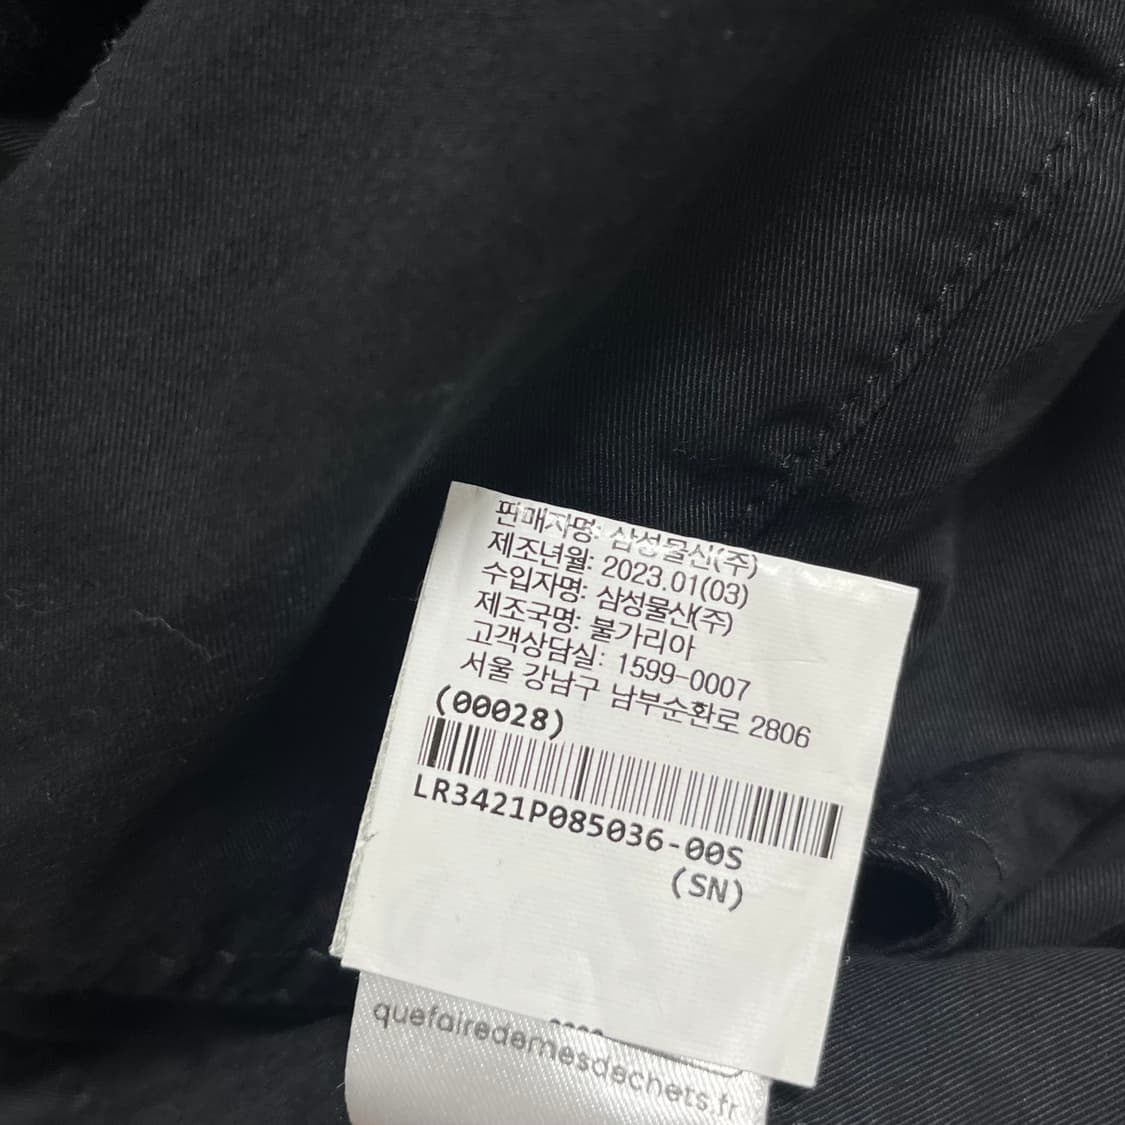 판매자명: 삼성물산(주)
제조년월: 2023.01(03)
수입자명: 삼성물산(주)
제조국명: 불가리아
고객상담실: 1599-0007
서울 강남구 남부순환로 2806
(00028)
LR3421P085036-00S
(SN)
quefairedemesdechets.fr